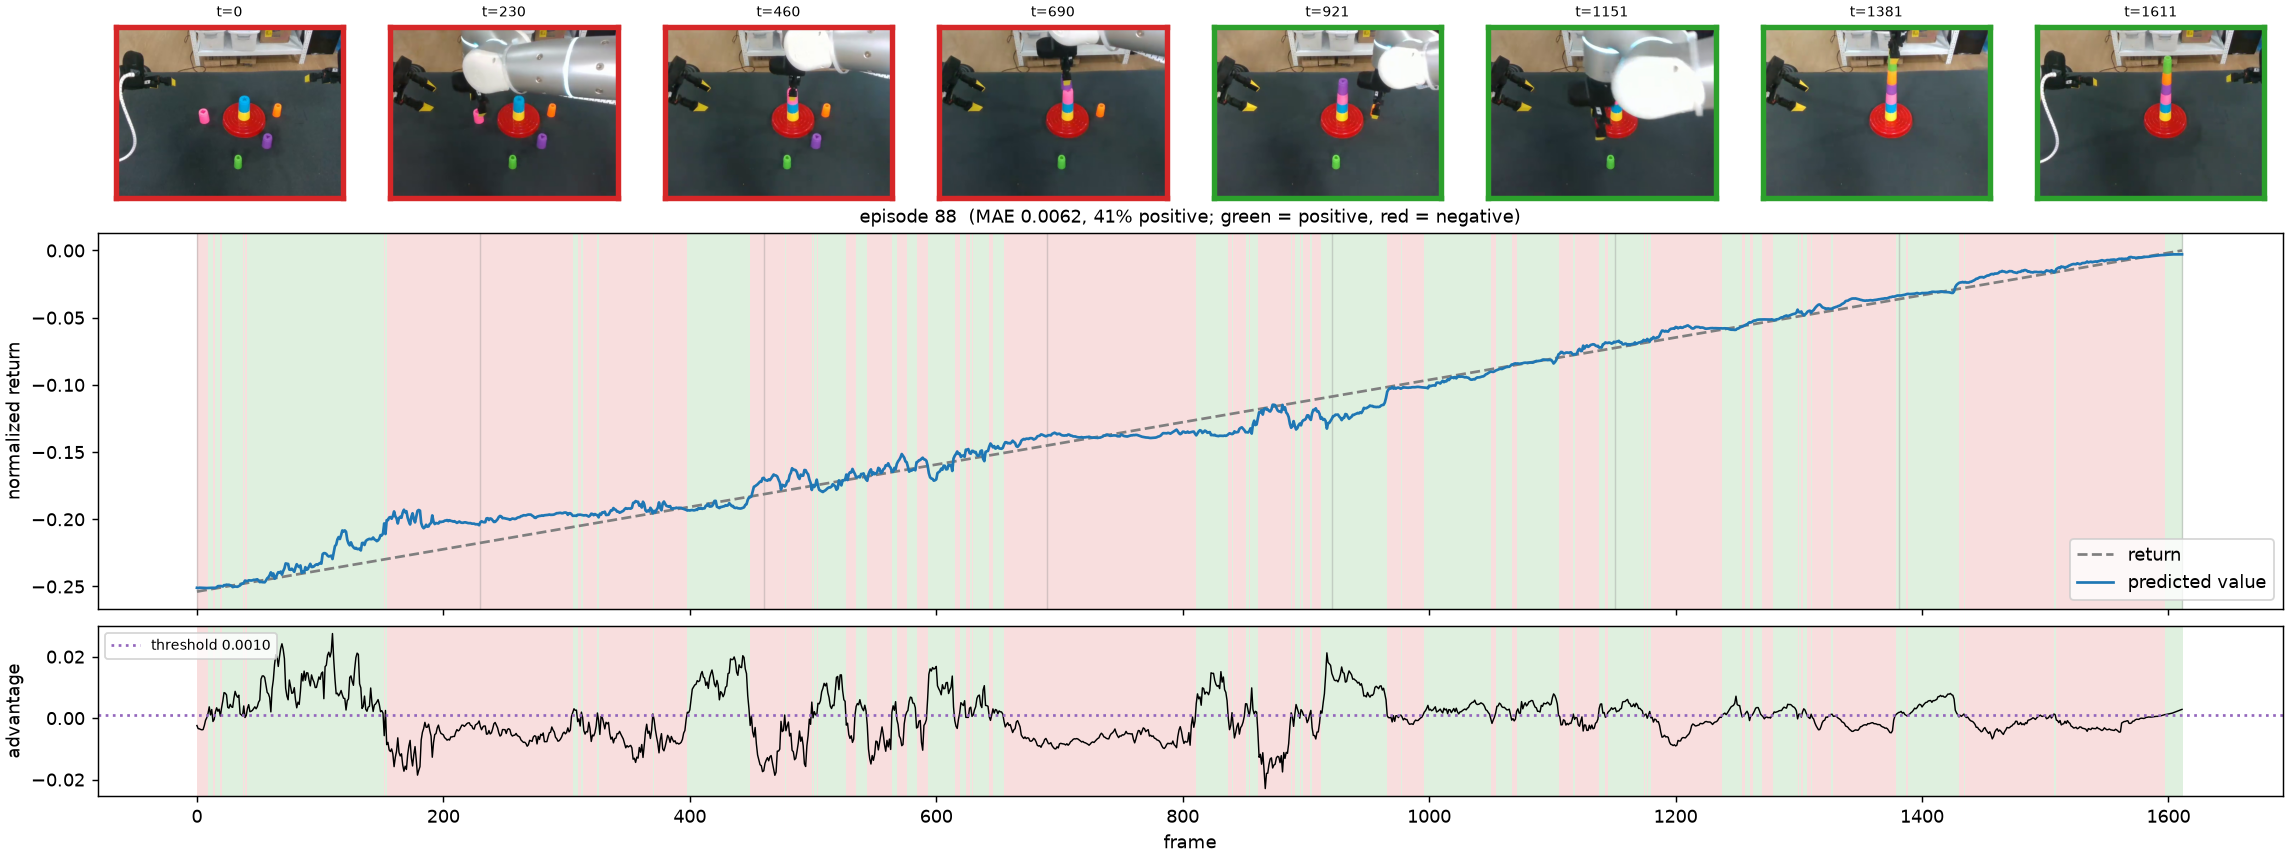 t=0 t=230 t=460 t=690 t=921 t=1151 t=1381 t=1611
episode 88  (MAE 0.0062, 41% positive; green = positive, red = negative)
normalized return
0.00
−0.05
−0.10
−0.15
−0.20
−0.25
return
predicted value
advantage
0.02
0.00
−0.02
threshold 0.0010
0 200 400 600 800 1000 1200 1400 1600
frame